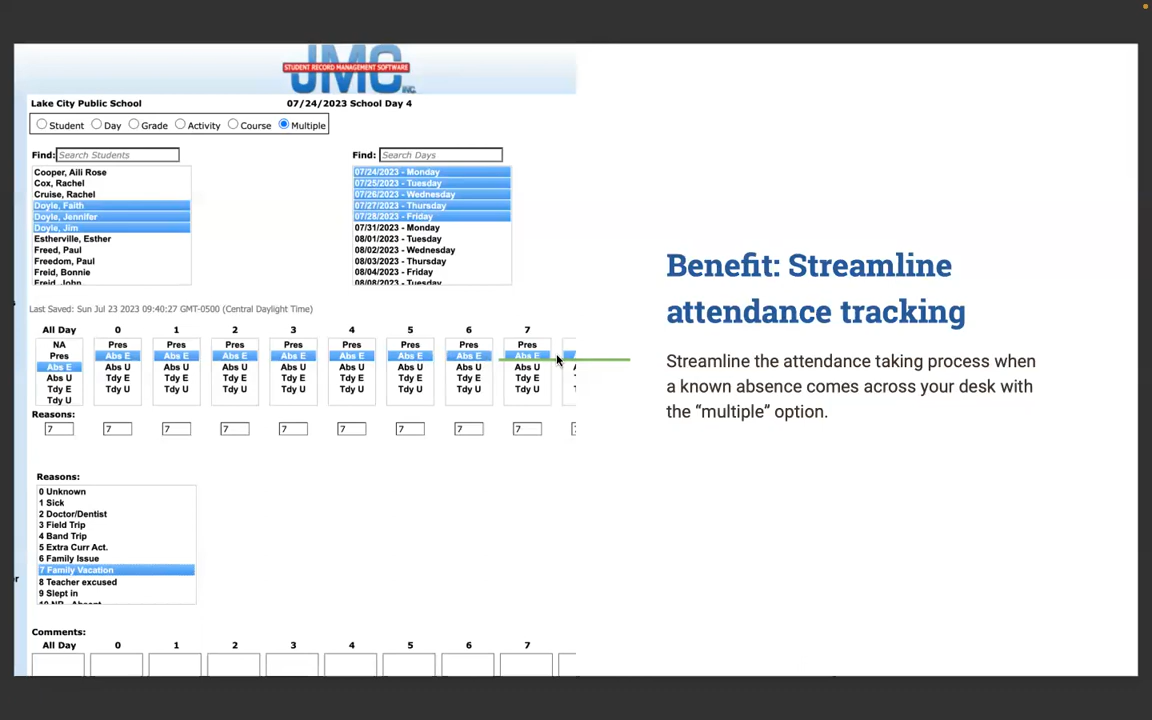 JMC
STUDENT RECORD MANAGEMENT SOFTWARE
INC.
Lake City Public School
07/24/2023 School Day 4
Student Day Grade Activity Course Multiple
Find: Search Students
Cooper, Aili Rose
Cox, Rachel
Cruise, Rachel
Doyle, Faith
Doyle, Jennifer
Doyle, Jim
Estherville, Esther
Freed, Paul
Freedom, Paul
Freid, Bonnie
Freid, John
Find: Search Days
07/24/2023 - Monday
07/25/2023 - Tuesday
07/26/2023 - Wednesday
07/27/2023 - Thursday
07/28/2023 - Friday
07/31/2023 - Monday
08/01/2023 - Tuesday
08/02/2023 - Wednesday
08/03/2023 - Thursday
08/04/2023 - Friday
08/08/2023 - Tuesday
Last Saved: Sun Jul 23 2023 09:40:27 GMT-0500 (Central Daylight Time)
All Day 0 1 2 3 4 5 6 7
NA Pres Pres Pres Pres Pres Pres Pres Pres
Pres Abs E Abs E Abs E Abs E Abs E Abs E Abs E Abs E
Abs E Abs U Abs U Abs U Abs U Abs U Abs U Abs U Abs U
Abs U Tdy E Tdy E Tdy E Tdy E Tdy E Tdy E Tdy E Tdy E
Tdy E Tdy U Tdy U Tdy U Tdy U Tdy U Tdy U Tdy U Tdy U
Tdy U
Reasons:
7 7 7 7 7 7 7 7 7
Reasons:
0 Unknown
1 Sick
2 Doctor/Dentist
3 Field Trip
4 Band Trip
5 Extra Curr Act.
6 Family Issue
7 Family Vacation
8 Teacher excused
9 Slept in
Comments:
All Day 0 1 2 3 4 5 6 7
Benefit: Streamline
attendance tracking
Streamline the attendance taking process when
a known absence comes across your desk with
the “multiple” option.